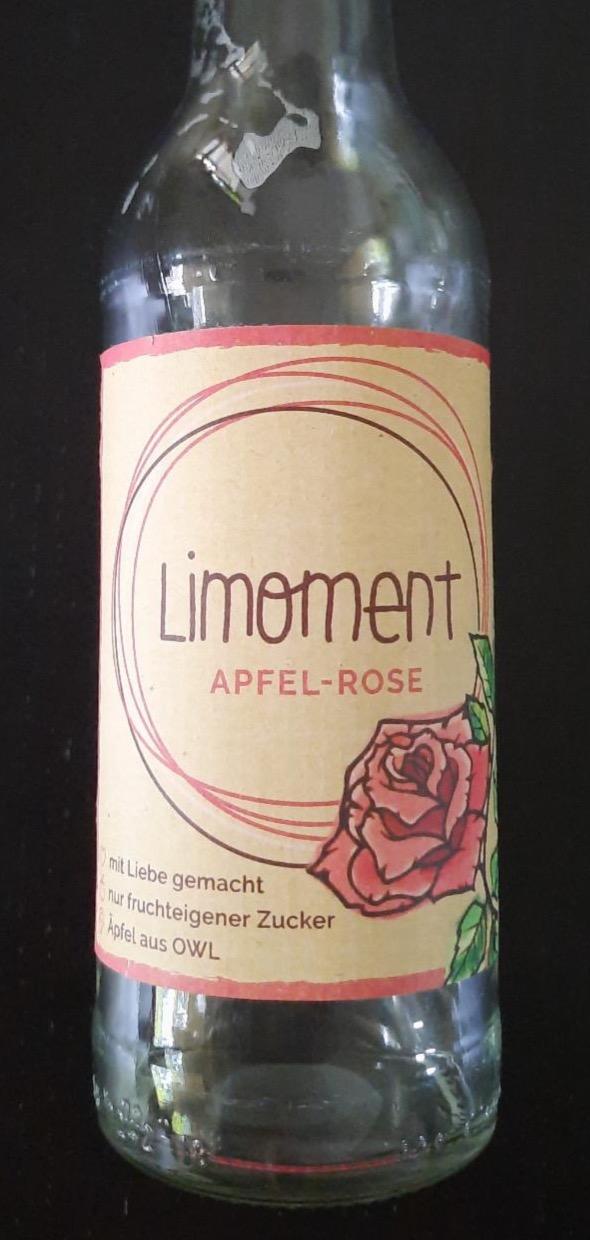 Limoment
APFEL-ROSE
mit Liebe gemacht
nur fruchteigener Zucker
Äpfel aus OWL